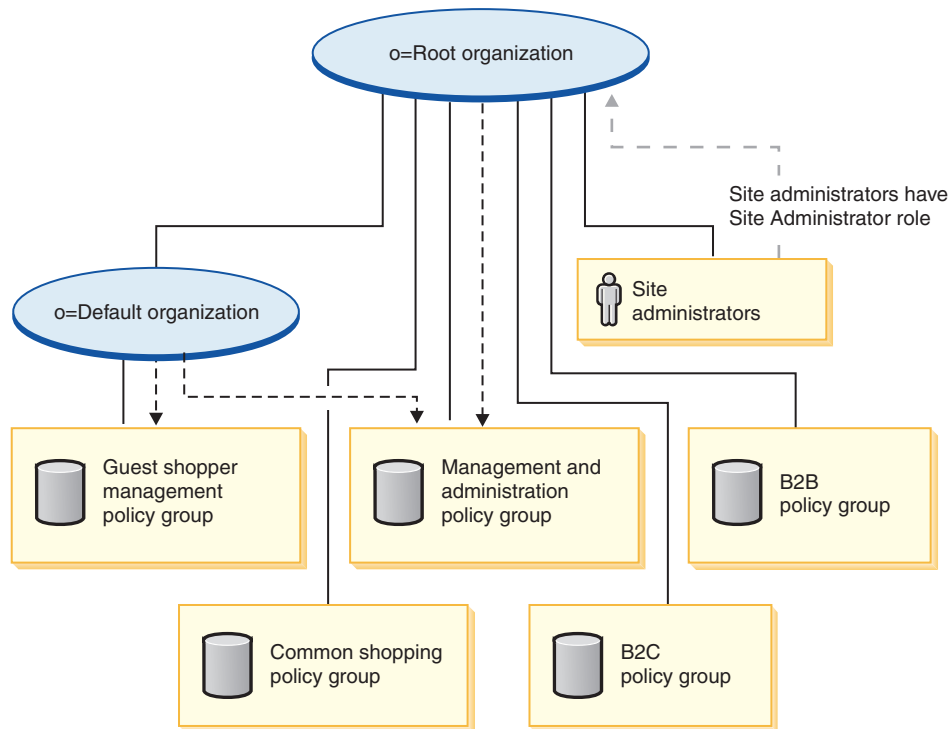 o=Root organization
Site administrators have
Site Administrator role
Site
administrators
o=Default organization
Guest shopper
management
policy group
Management and
administration
policy group
B2B
policy group
Common shopping
policy group
B2C
policy group